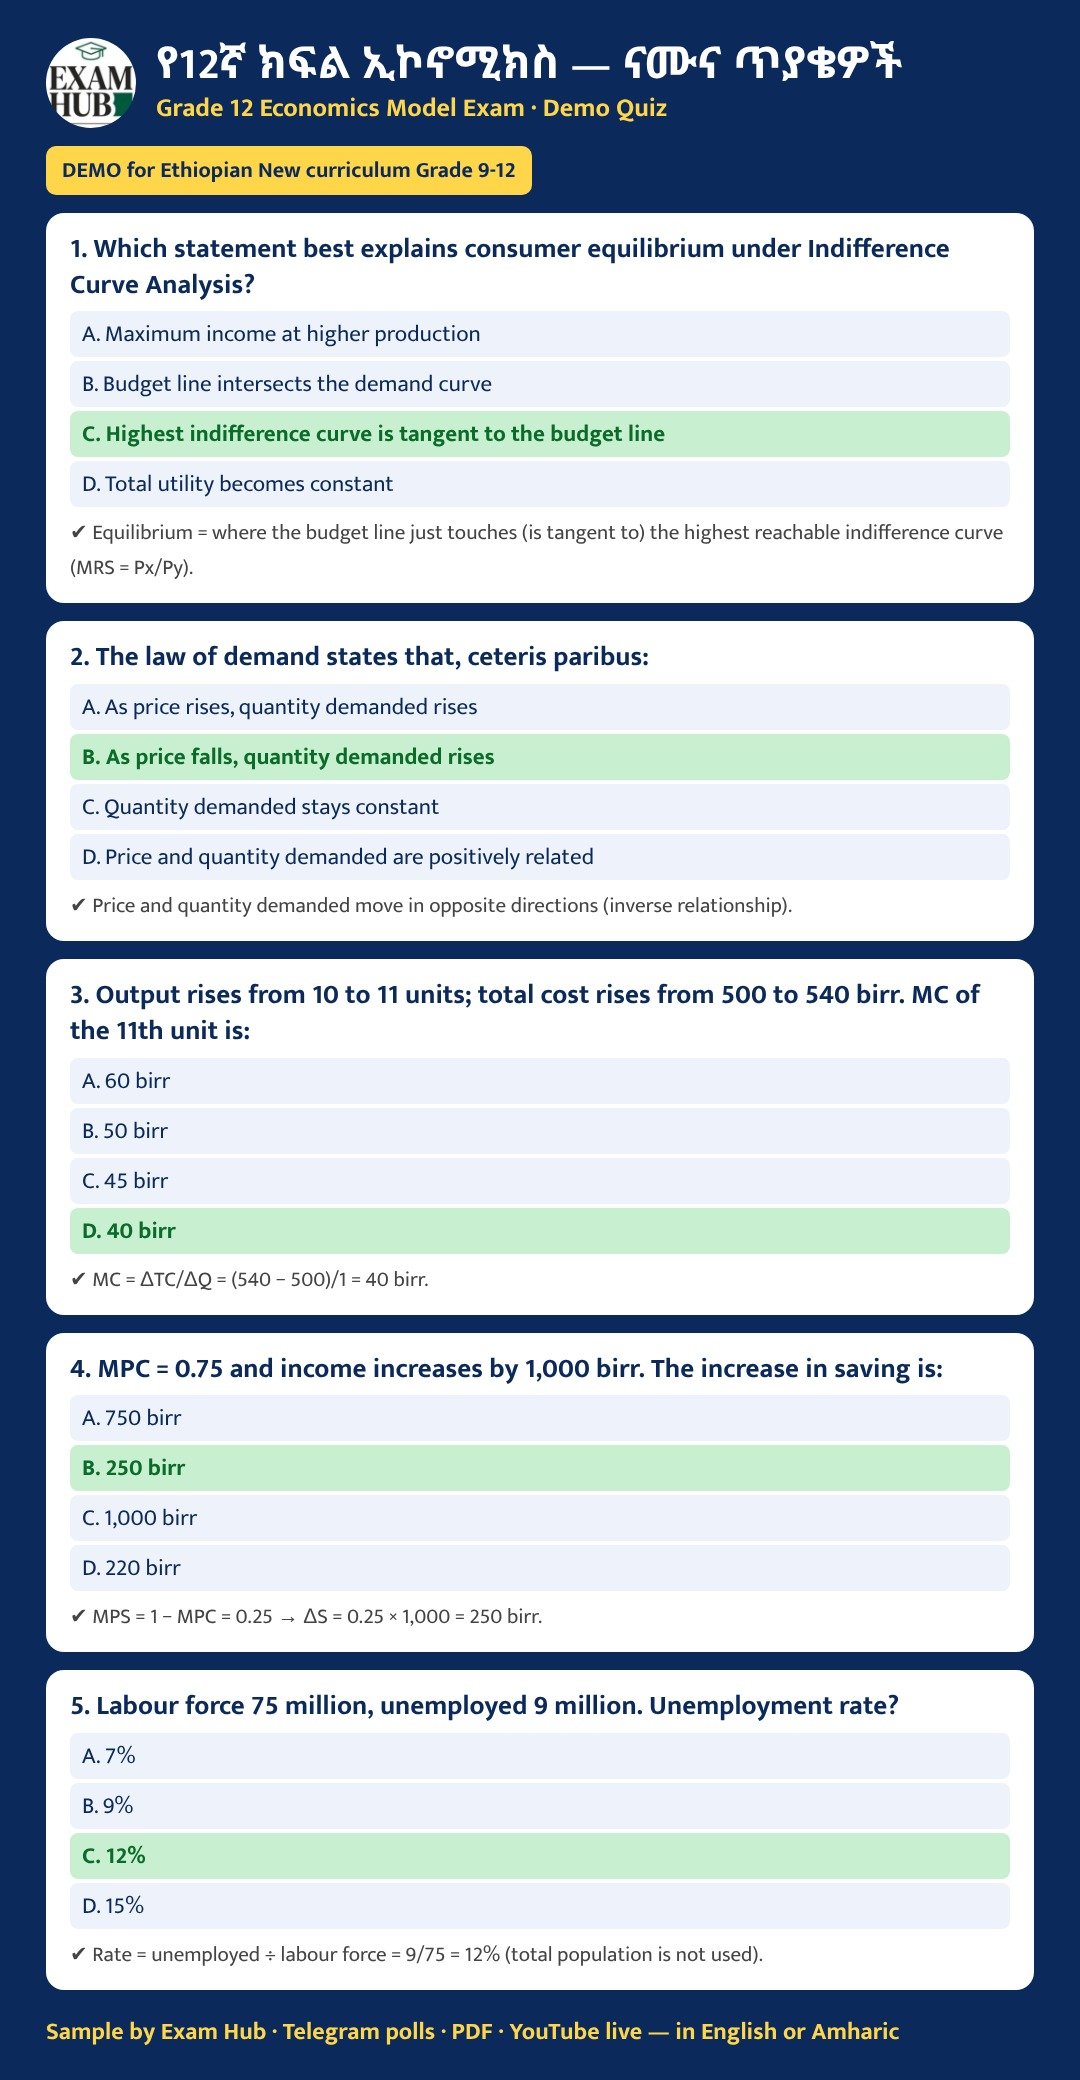 EXAM
HUB
የ12ኛ ክፍል ኢኮኖሚክስ — ናሙና ጥያቄዎች
Grade 12 Economics Model Exam · Demo Quiz
DEMO for Ethiopian New curriculum Grade 9-12
1. Which statement best explains consumer equilibrium under Indifference
Curve Analysis?
A. Maximum income at higher production
B. Budget line intersects the demand curve
C. Highest indifference curve is tangent to the budget line
D. Total utility becomes constant
✔ Equilibrium = where the budget line just touches (is tangent to) the highest reachable indifference curve
(MRS = Px/Py).
2. The law of demand states that, ceteris paribus:
A. As price rises, quantity demanded rises
B. As price falls, quantity demanded rises
C. Quantity demanded stays constant
D. Price and quantity demanded are positively related
✔ Price and quantity demanded move in opposite directions (inverse relationship).
3. Output rises from 10 to 11 units; total cost rises from 500 to 540 birr. MC of
the 11th unit is:
A. 60 birr
B. 50 birr
C. 45 birr
D. 40 birr
✔ MC = ΔTC/ΔQ = (540 − 500)/1 = 40 birr.
4. MPC = 0.75 and income increases by 1,000 birr. The increase in saving is:
A. 750 birr
B. 250 birr
C. 1,000 birr
D. 220 birr
✔ MPS = 1 − MPC = 0.25 → ΔS = 0.25 × 1,000 = 250 birr.
5. Labour force 75 million, unemployed 9 million. Unemployment rate?
A. 7%
B. 9%
C. 12%
D. 15%
✔ Rate = unemployed ÷ labour force = 9/75 = 12% (total population is not used).
Sample by Exam Hub · Telegram polls · PDF · YouTube live — in English or Amharic